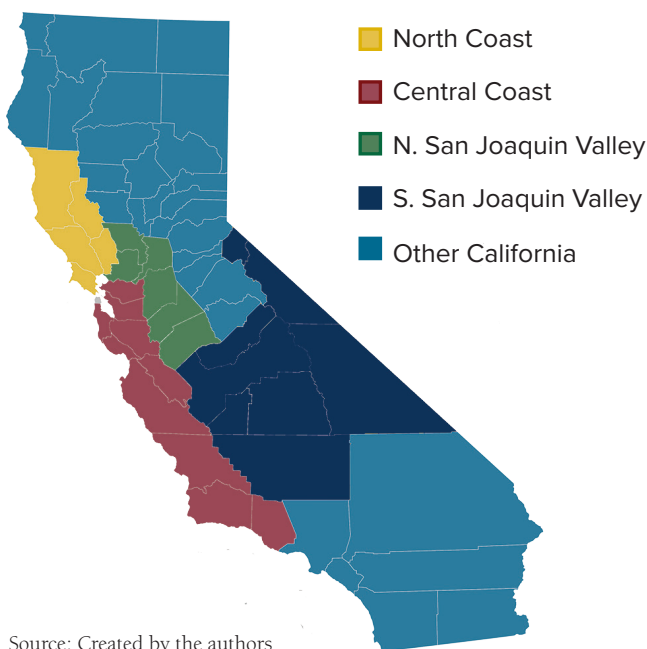 North Coast
Central Coast
N. San Joaquin Valley
S. San Joaquin Valley
Other California
Source: Created by the authors